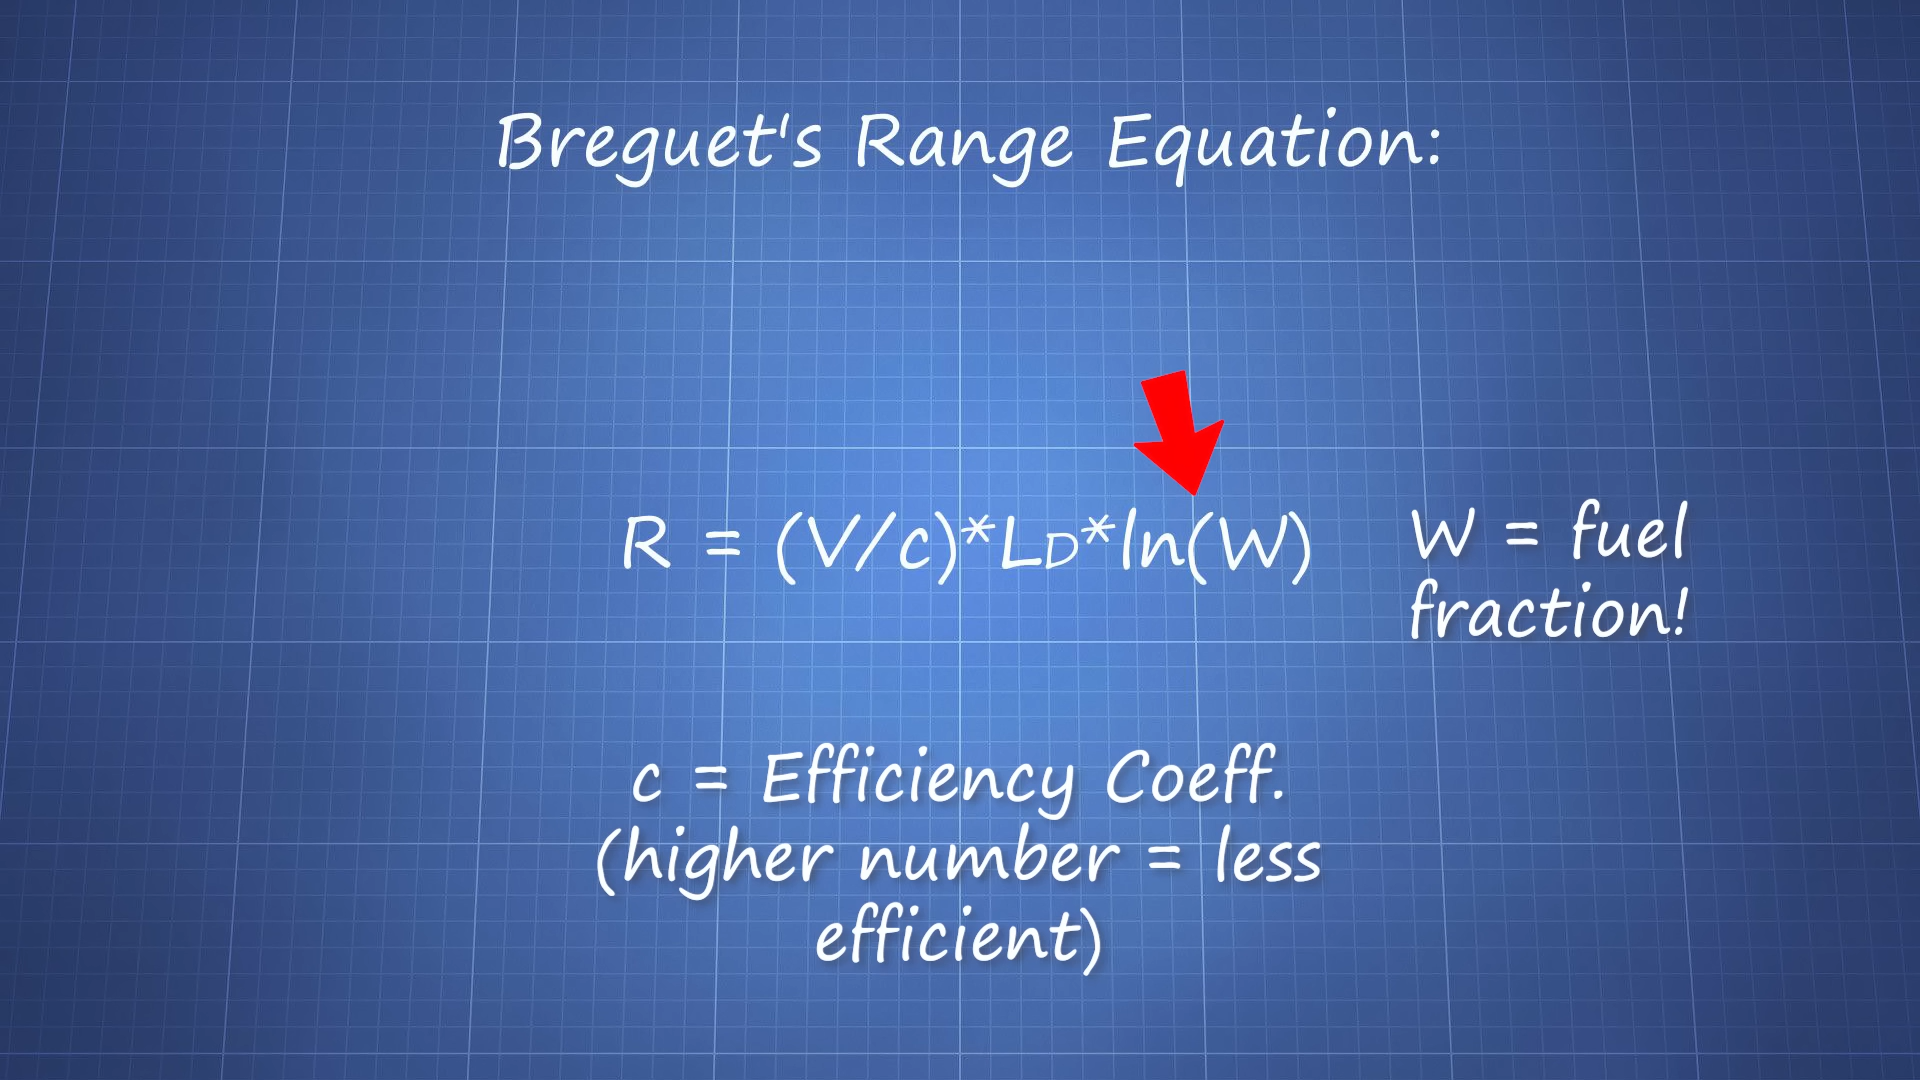 Breguet's Range Equation:
R = (V/c)*LD*ln(W)
W = fuel
fraction!
c = Efficiency Coeff.
(higher number = less
efficient)